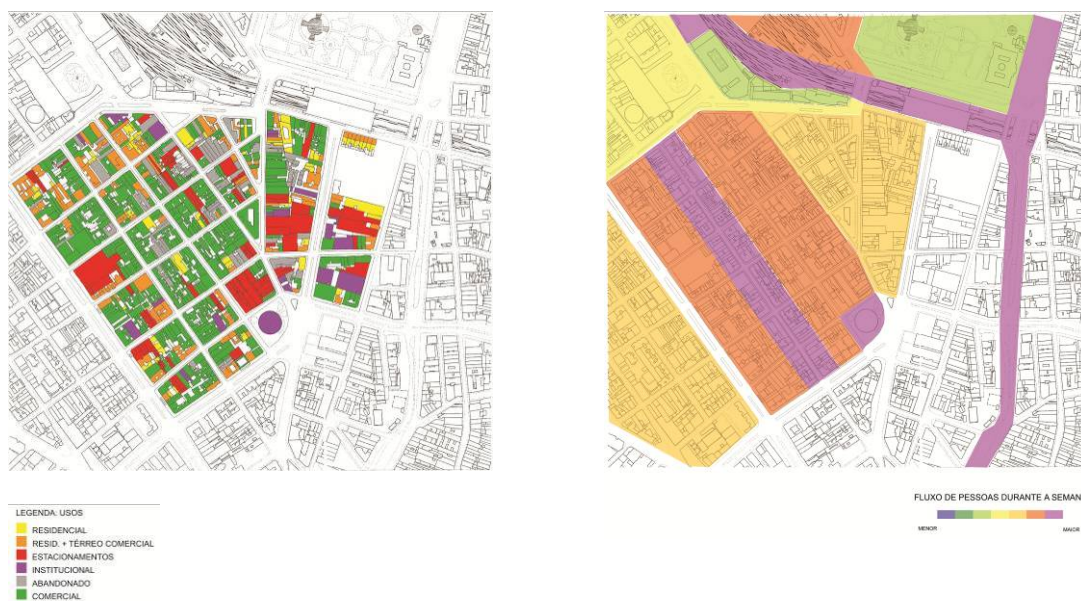 LEGENDA: USOS
RESIDENCIAL
RESID. + TÉRREO COMERCIAL
ESTACIONAMENTOS
INSTITUCIONAL
ABANDONADO
COMERCIAL
FLUXO DE PESSOAS DURANTE A SEMAN
MENOR
MAIOR